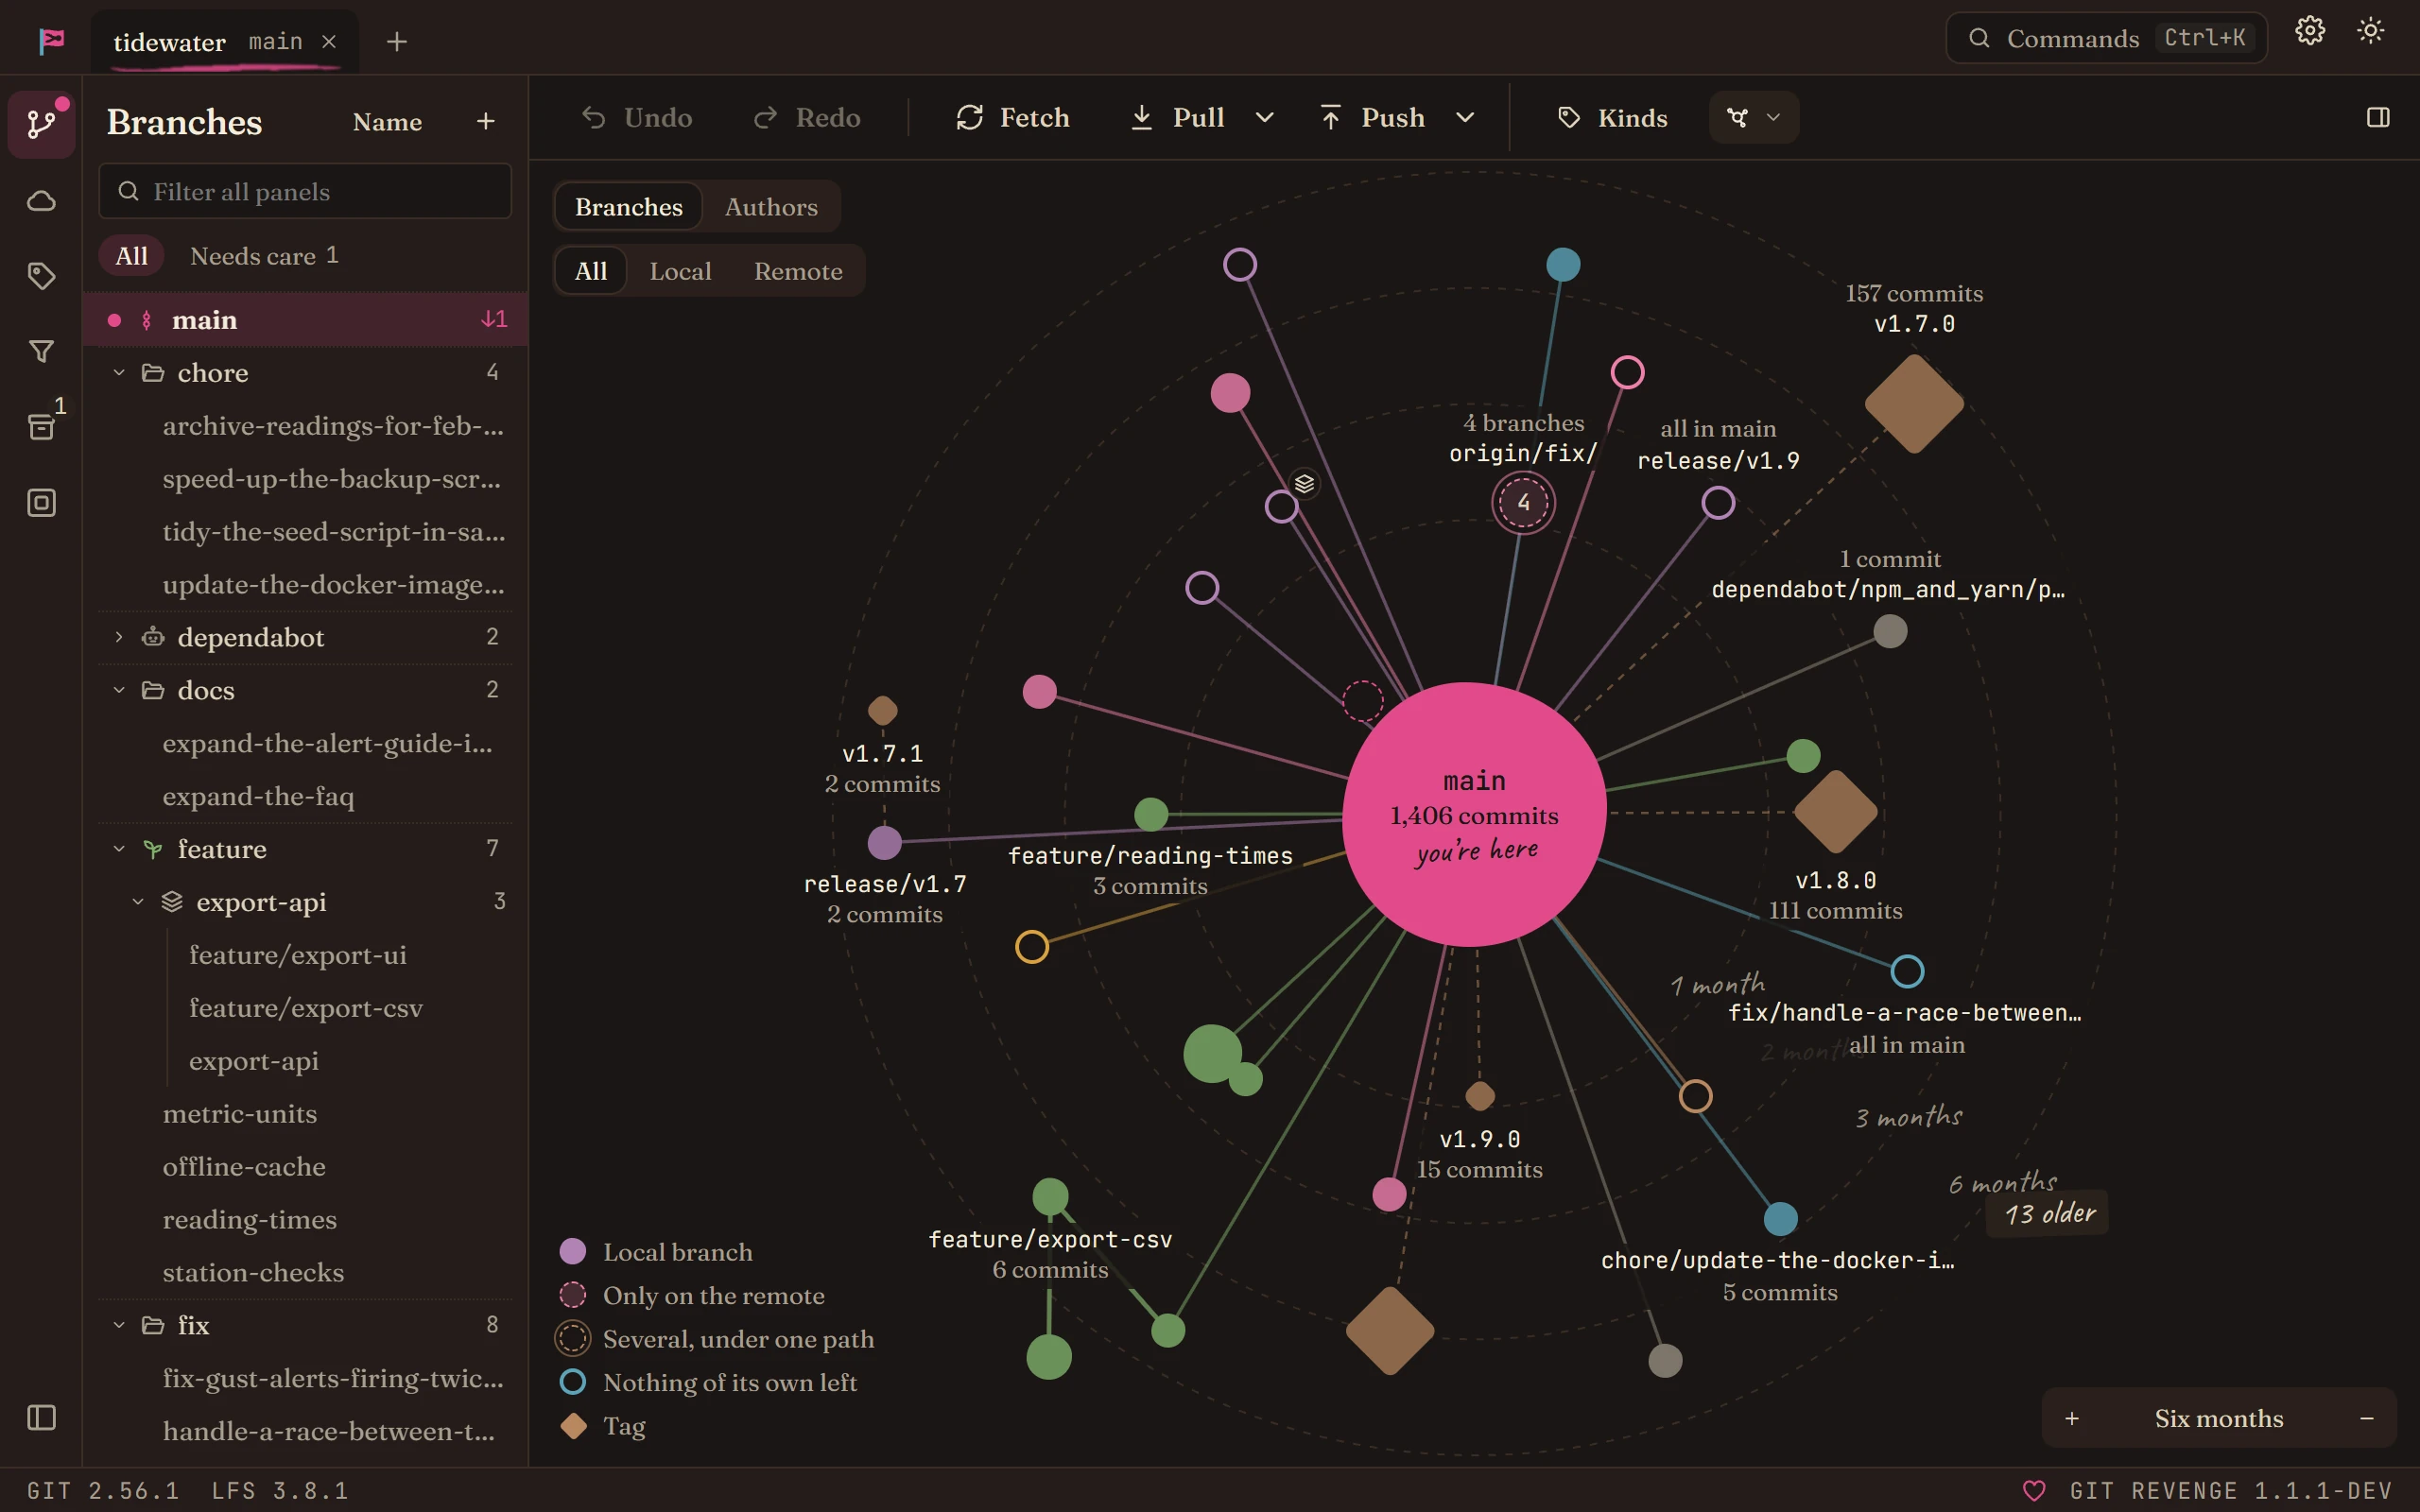 tidewater main
Commands Ctrl+K
Branches Name
Undo Redo Fetch Pull Push Kinds
Filter all panels
All Needs care 1
main ↓1
chore 4
archive-readings-for-feb-...
speed-up-the-backup-scr...
tidy-the-seed-script-in-sa...
update-the-docker-image...
dependabot 2
docs 2
expand-the-alert-guide-i...
expand-the-faq
feature 7
export-api 3
feature/export-ui
feature/export-csv
export-api
metric-units
offline-cache
reading-times
station-checks
fix 8
fix-gust-alerts-firing-twic...
handle-a-race-between-t...
1
Branches Authors
All Local Remote
157 commits
v1.7.0
4 branches
origin/fix/
4
all in main
release/v1.9
1 commit
dependabot/npm_and_yarn/p…
v1.7.1
2 commits
release/v1.7
2 commits
feature/reading-times
3 commits
main
1,406 commits
you're here
v1.8.0
111 commits
1 month
fix/handle-a-race-between…
all in main
2 months
3 months
6 months
13 older
v1.9.0
15 commits
feature/export-csv
6 commits
chore/update-the-docker-i…
5 commits
Local branch
Only on the remote
Several, under one path
Nothing of its own left
Tag
+ Six months −
GIT 2.56.1 LFS 3.8.1
GIT REVENGE 1.1.1-DEV